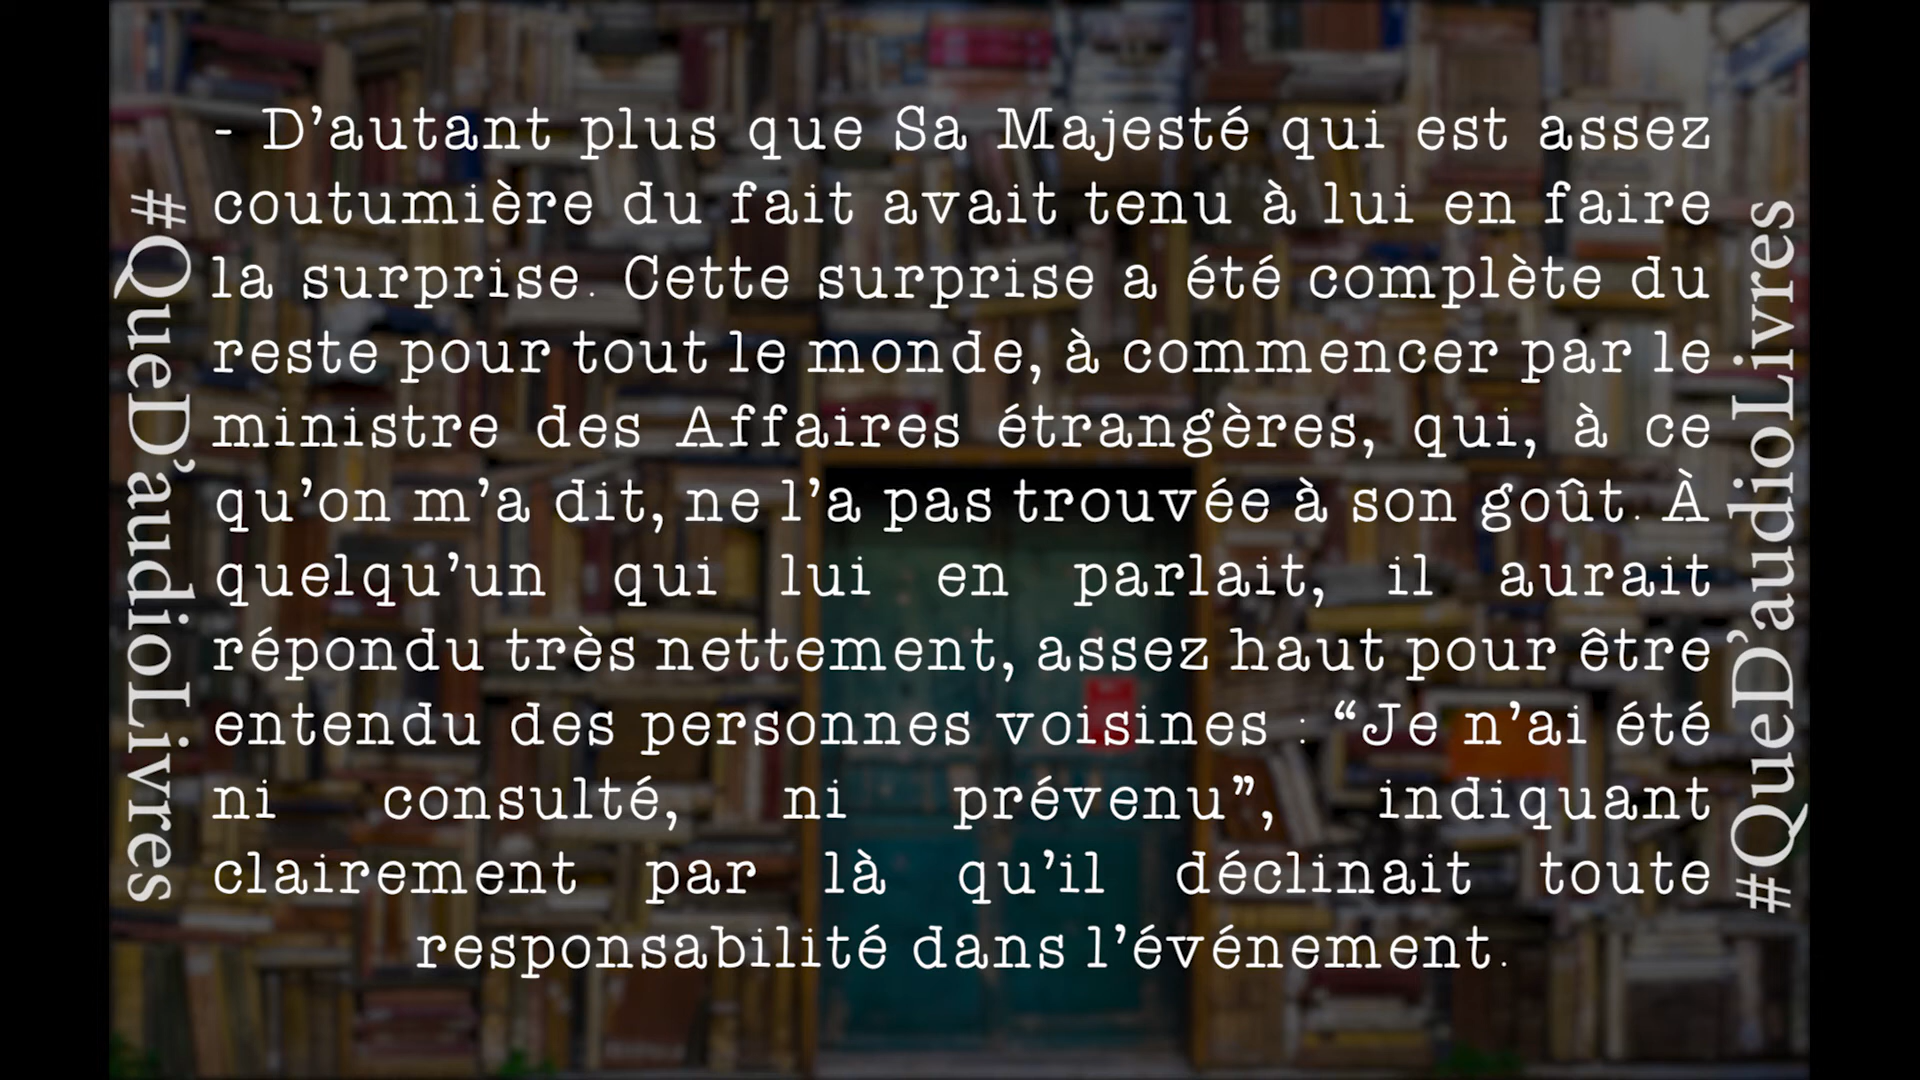 - D’autant plus que Sa Majesté qui est assez
coutumière du fait avait tenu à lui en faire
la surprise. Cette surprise a été complète du
reste pour tout le monde, à commencer par le
ministre des Affaires étrangères, qui, à ce
qu’on m’a dit, ne l’a pas trouvée à son goût. À
quelqu’un qui lui en parlait, il aurait
répondu très nettement, assez haut pour être
entendu des personnes voisines : “Je n’ai été
ni consulté, ni prévenu”, indiquant
clairement par là qu’il déclinait toute
responsabilité dans l’événement.
#QueD’audioLivres
#QueD’audioLivres